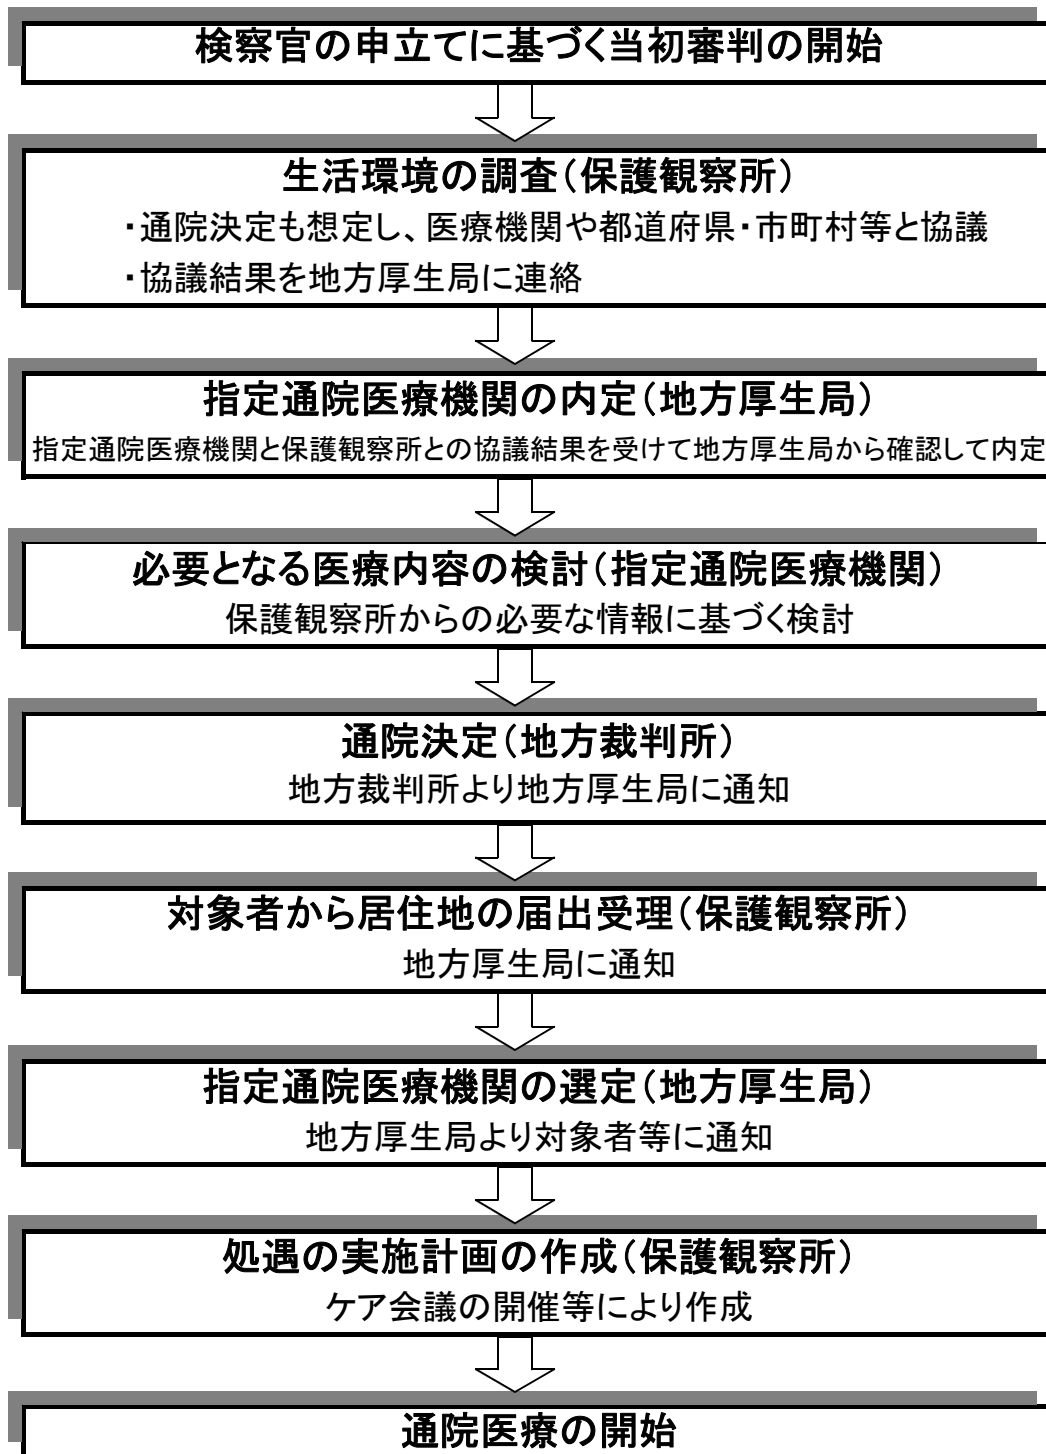 検察官の申立てに基づく当初審判の開始
生活環境の調査(保護観察所)
・通院決定も想定し、医療機関や都道府県・市町村等と協議
・協議結果を地方厚生局に連絡
指定通院医療機関の内定(地方厚生局)
指定通院医療機関と保護観察所との協議結果を受けて地方厚生局から確認して内定
必要となる医療内容の検討(指定通院医療機関)
保護観察所からの必要な情報に基づく検討
通院決定(地方裁判所)
地方裁判所より地方厚生局に通知
対象者から居住地の届出受理(保護観察所)
地方厚生局に通知
指定通院医療機関の選定(地方厚生局)
地方厚生局より対象者等に通知
処遇の実施計画の作成(保護観察所)
ケア会議の開催等により作成
通院医療の開始